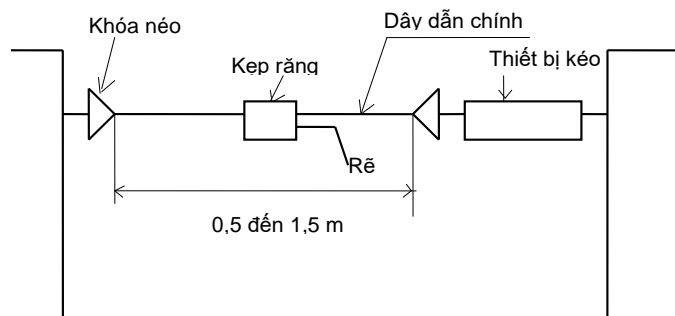 Khóa néo
Dây dẫn chính
Kẹp răng
Thiết bị kéo
Rẽ
0,5 đến 1,5 m